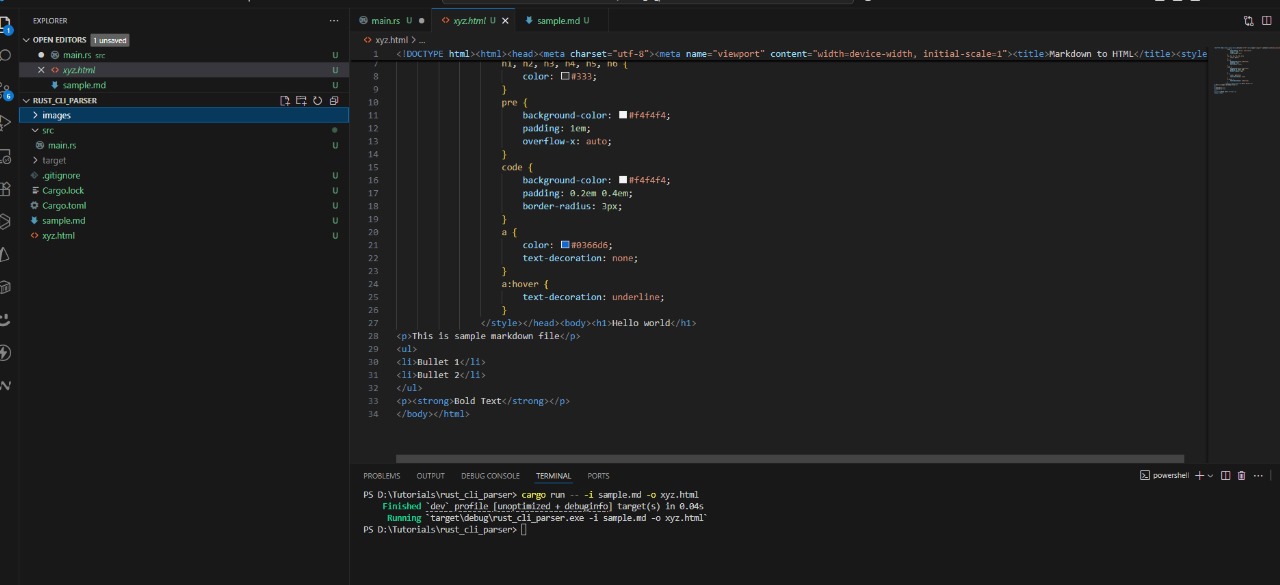 EXPLORER
OPEN EDITORS 1 unsaved
main.rs src U
xyz.html U
sample.md U
RUST_CLI_PARSER
images
src
main.rs U
target
.gitignore U
Cargo.lock U
Cargo.toml U
sample.md U
xyz.html U
1
6
main.rs U
xyz.html U
sample.md U
xyz.html > ...
1 <!DOCTYPE html><html><head><meta charset="utf-8"><meta name="viewport" content="width=device-width, initial-scale=1"><title>Markdown to HTML</title><style
7 h1, h2, h3, h4, h5, h6 {
8 color: #333;
9 }
10 pre {
11 background-color: #f4f4f4;
12 padding: 1em;
13 overflow-x: auto;
14 }
15 code {
16 background-color: #f4f4f4;
17 padding: 0.2em 0.4em;
18 border-radius: 3px;
19 }
20 a {
21 color: #0366d6;
22 text-decoration: none;
23 }
24 a:hover {
25 text-decoration: underline;
26 }
27 </style></head><body><h1>Hello world</h1>
28 <p>This is sample markdown file</p>
29 <ul>
30 <li>Bullet 1</li>
31 <li>Bullet 2</li>
32 </ul>
33 <p><strong>Bold Text</strong></p>
34 </body></html>
PROBLEMS OUTPUT DEBUG CONSOLE TERMINAL PORTS
powershell
PS D:\Tutorials\rust_cli_parser> cargo run -- -i sample.md -o xyz.html
Finished `dev` profile [unoptimized + debuginfo] target(s) in 0.04s
Running `target\debug\rust_cli_parser.exe -i sample.md -o xyz.html`
PS D:\Tutorials\rust_cli_parser>